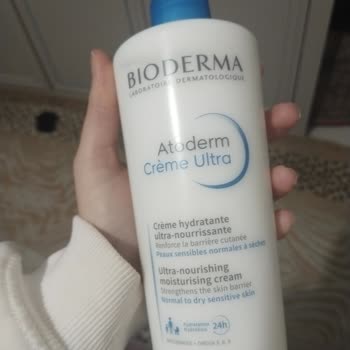 BIODERMA
LABORATOIRE DERMATOLOGIQUE
Atoderm
Crème Ultra
Crème hydratante
ultra-nourrissante
Renforce la barrière cutanée
Peaux sensibles normales à sèches
Ultra-nourishing
moisturising cream
Strengthens the skin barrier
Normal to dry sensitive skin
24h